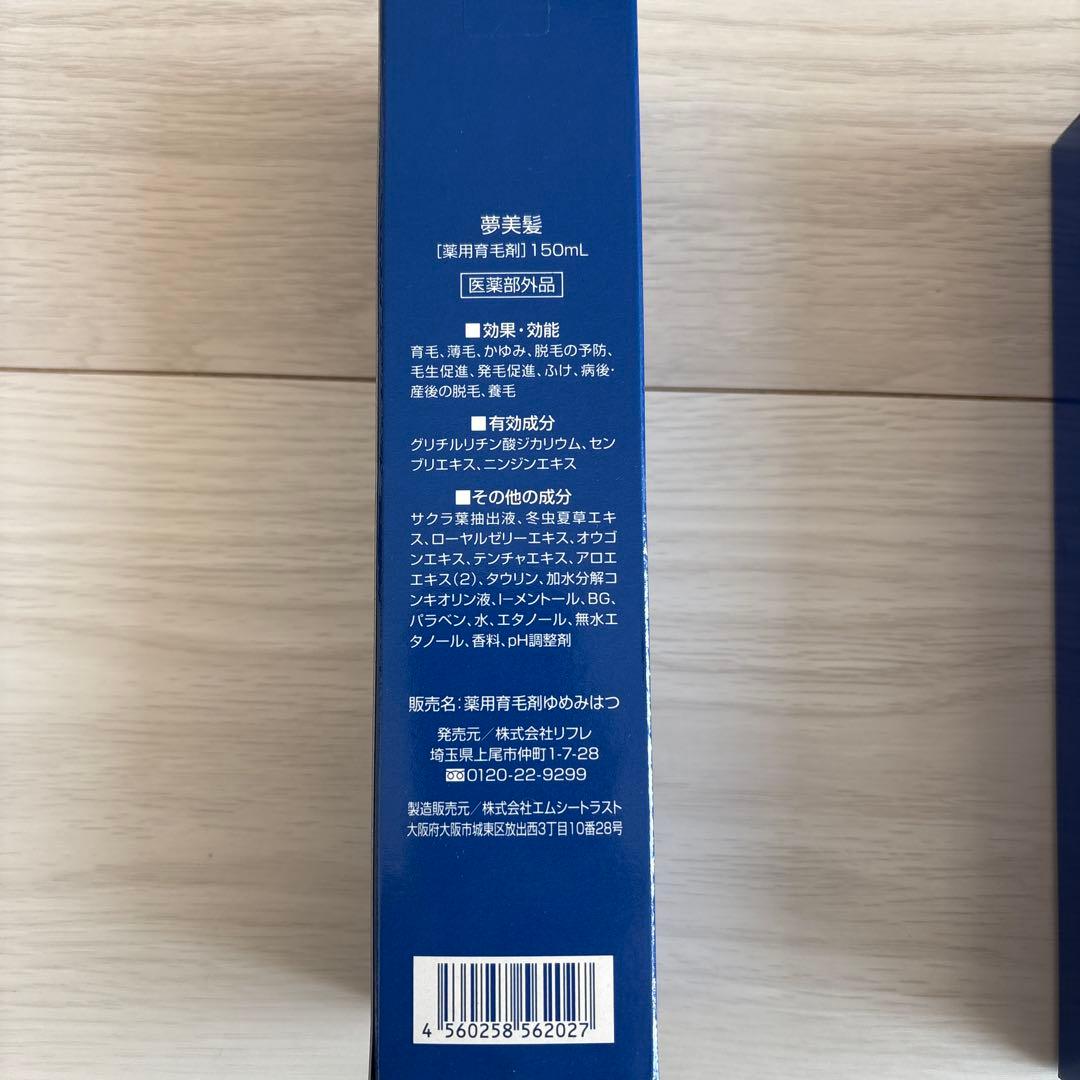 夢美髪
[薬用育毛剤]150mL
医薬部外品
■効果・効能
育毛、薄毛、かゆみ、脱毛の予防、
毛生促進、発毛促進、ふけ、病後・
産後の脱毛、養毛
■有効成分
グリチルリチン酸ジカリウム、セン
ブリエキス、ニンジンエキス
■その他の成分
サクラ葉抽出液、冬虫夏草エキ
ス、ローヤルゼリーエキス、オウゴ
ンエキス、テンチャエキス、アロエ
エキス(2)、タウリン、加水分解コ
ンキオリン液、l-メントール、BG、
パラベン、水、エタノール、無水エ
タノール、香料、pH調整剤
販売名：薬用育毛剤ゆめみはつ
発売元／株式会社リフレ
埼玉県上尾市仲町1-7-28
0120-22-9299
製造販売元／株式会社エムシートラスト
大阪府大阪市城東区放出西3丁目10番28号
4 560258 562027